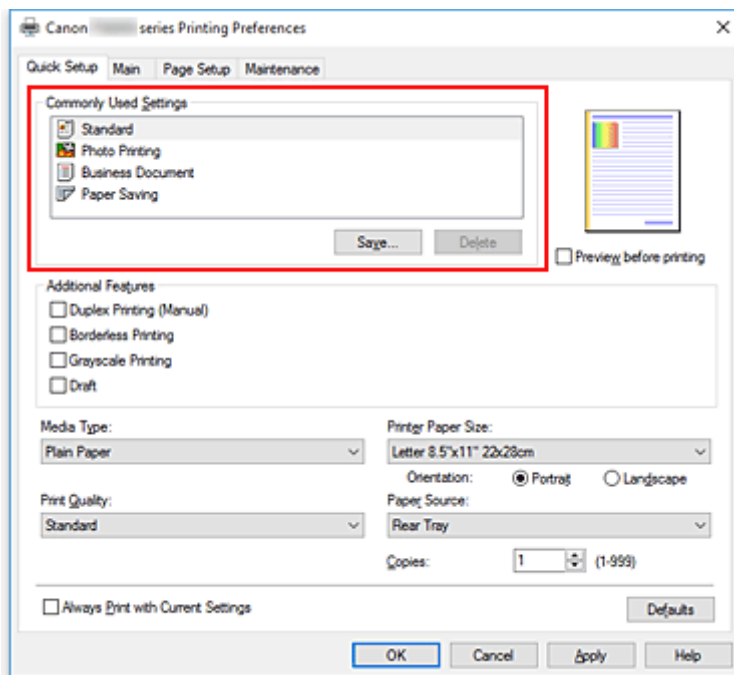 Canon series Printing Preferences
Quick Setup Main Page Setup Maintenance
Commonly Used Settings
Standard
Photo Printing
Business Document
Paper Saving
Save... Delete
Preview before printing
Additional Features
Duplex Printing (Manual)
Borderless Printing
Grayscale Printing
Draft
Media Type: Printer Paper Size:
Plain Paper Letter 8.5"x11" 22x28cm
Orientation: Portrait Landscape
Print Quality: Paper Source:
Standard Rear Tray
Copies: 1 (1-999)
Always Print with Current Settings Defaults
OK Cancel Apply Help